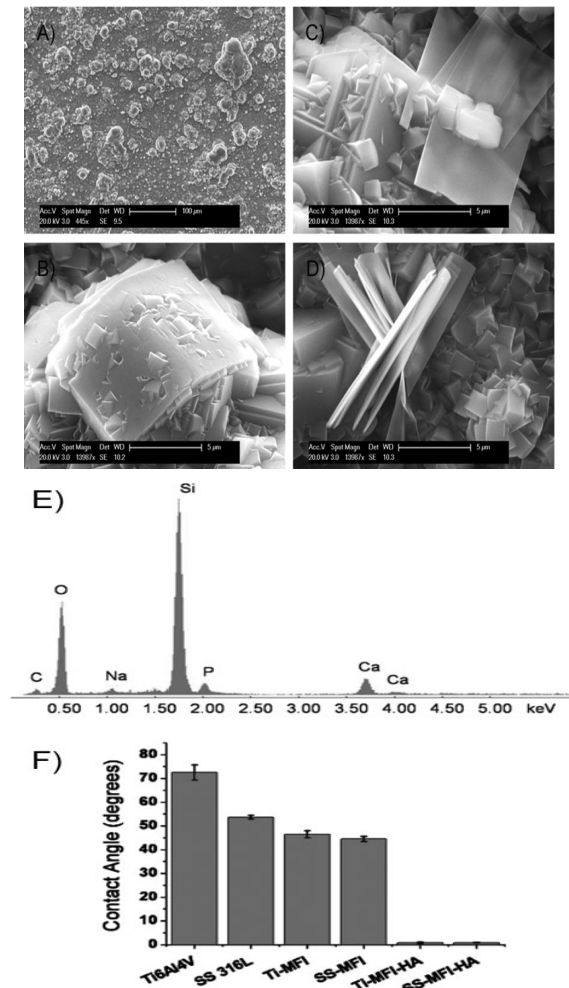 A)
Acc.V Spot Magn Det WD 100 µm
20.0 kV 3.0 445x SE 9.5
C)
Acc.V Spot Magn Det WD 5 µm
20.0 kV 3.0 13987x SE 10.3
B)
Acc.V Spot Magn Det WD 5 µm
20.0 kV 3.0 13987x SE 10.2
D)
Acc.V Spot Magn Det WD 5 µm
20.0 kV 3.0 13987x SE 10.3
E)
Si
O
C
Na
P
Ca
Ca
0.50 1.00 1.50 2.00 2.50 3.00 3.50 4.00 4.50 5.00 keV
F)
Contact Angle (degrees)
80
70
60
50
40
30
20
10
0
Ti6Al4V
SS 316L
Ti-MFI
SS-MFI
Ti-MFI-HA
SS-MFI-HA